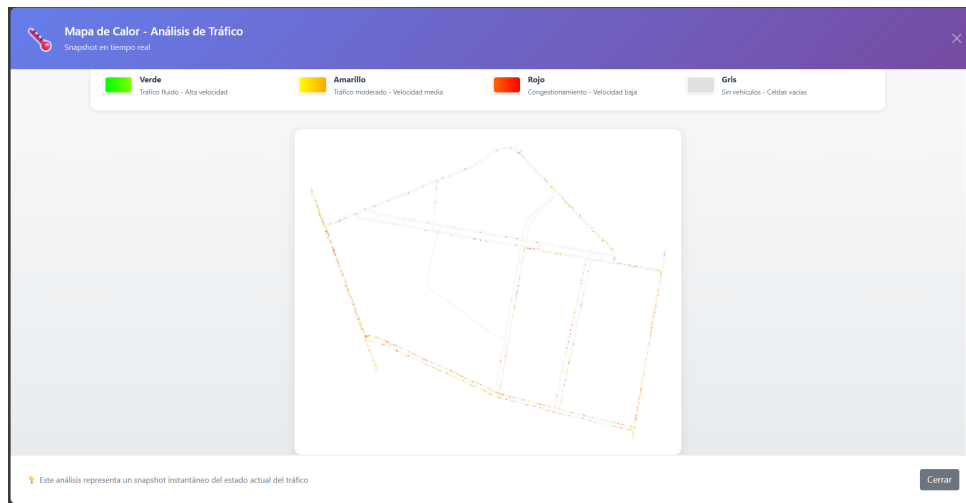 Mapa de Calor - Análisis de Tráfico
Snapshot en tiempo real
Verde
Tráfico fluido - Alta velocidad
Amarillo
Tráfico moderado - Velocidad media
Rojo
Congestionamiento - Velocidad baja
Gris
Sin vehículos - Celdas vacías
Este análisis representa un snapshot instantáneo del estado actual del tráfico
Cerrar